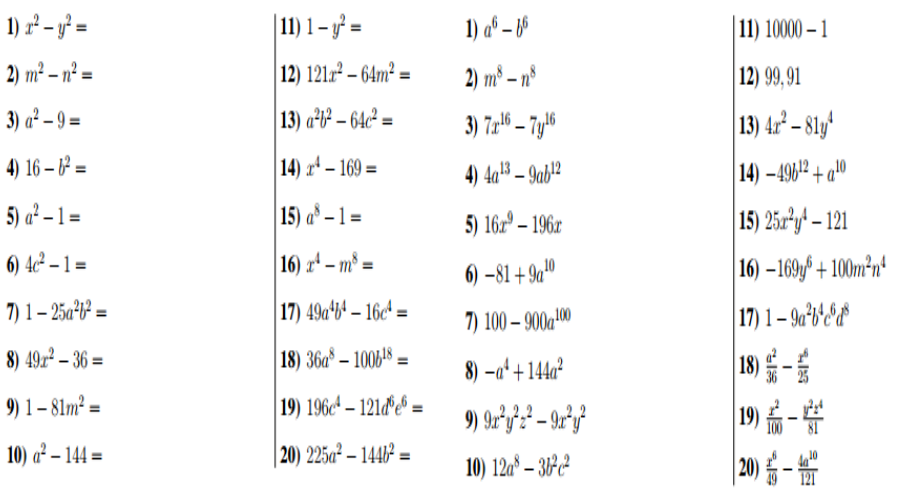 1) x² – y² =
2) m² – n² =
3) a² – 9 =
4) 16 – b² =
5) a² – 1 =
6) 4c² – 1 =
7) 1 – 25a²b² =
8) 49x² – 36 =
9) 1 – 81m² =
10) a² – 144 =
11) 1 – y² =
12) 121x² – 64m² =
13) a²b² – 64c² =
14) x⁴ – 169 =
15) a⁸ – 1 =
16) x⁴ – m⁸ =
17) 49a⁴b⁴ – 16c⁴ =
18) 36a⁸ – 100b¹⁸ =
19) 196c⁴ – 121d⁶e⁶ =
20) 225a² – 144b² =
1) a⁶ – b⁶
2) m⁸ – n⁸
3) 7x¹⁶ – 7y¹⁶
4) 4a¹³ – 9ab¹²
5) 16x⁹ – 196x
6) –81 + 9a¹⁰
7) 100 – 900a¹⁰⁰
8) –a⁴ + 144a²
9) 9x²y²z² – 9x²y²
10) 12a⁸ – 3b²c²
11) 10000 – 1
12) 99,91
13) 4x² – 81y⁴
14) –49b¹² + a¹⁰
15) 25x²y⁴ – 121
16) –169y⁶ + 100m²n⁴
17) 1 – 9a²b⁴c⁶d⁸
18) a²/36 – x⁶/25
19) x²/100 – y²z⁴/81
20) x⁶/49 – 4a¹⁰/121